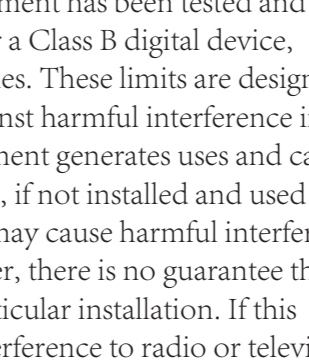 ment has been tested and
r a Class B digital device,
es. These limits are design
nst harmful interference i
ment generates uses and ca
, if not installed and used
may cause harmful interfer
er, there is no guarantee th
ticular installation. If this
erference to radio or televi